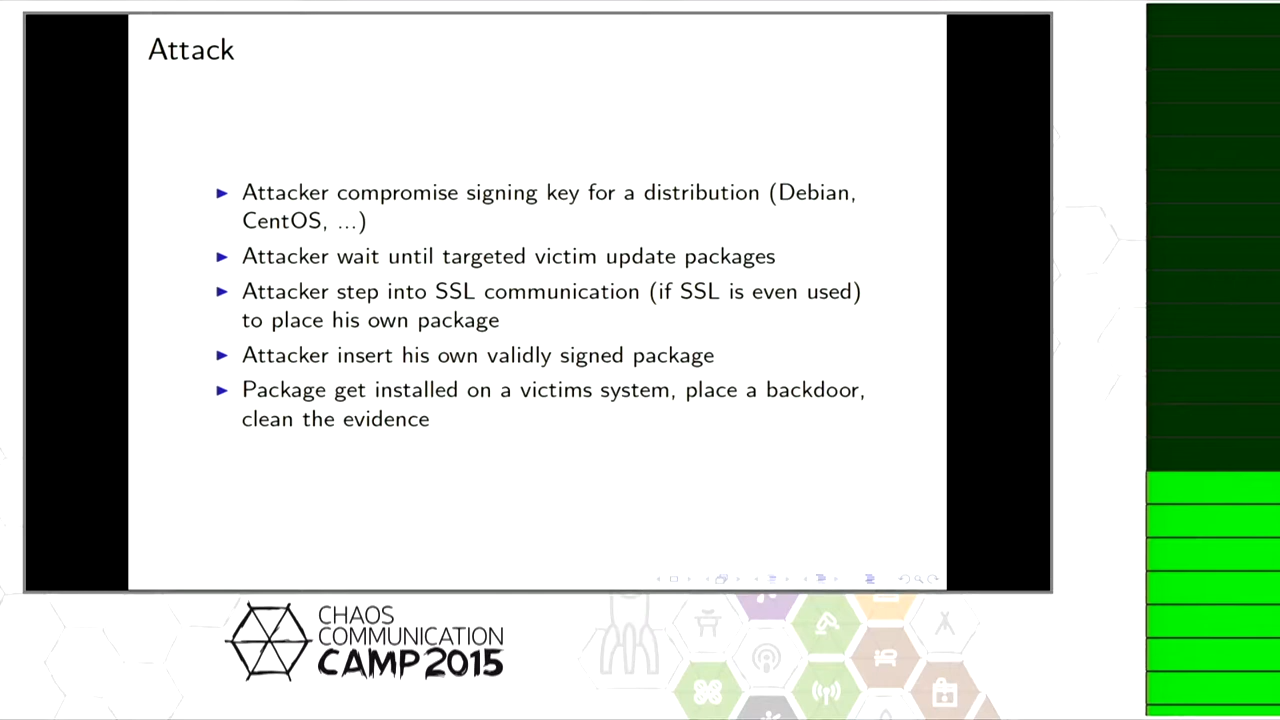 Attack
Attacker compromise signing key for a distribution (Debian,
CentOS, ...)
Attacker wait until targeted victim update packages
Attacker step into SSL communication (if SSL is even used)
to place his own package
Attacker insert his own validly signed package
Package get installed on a victims system, place a backdoor,
clean the evidence
CHAOS
COMMUNICATION
CAMP 2015